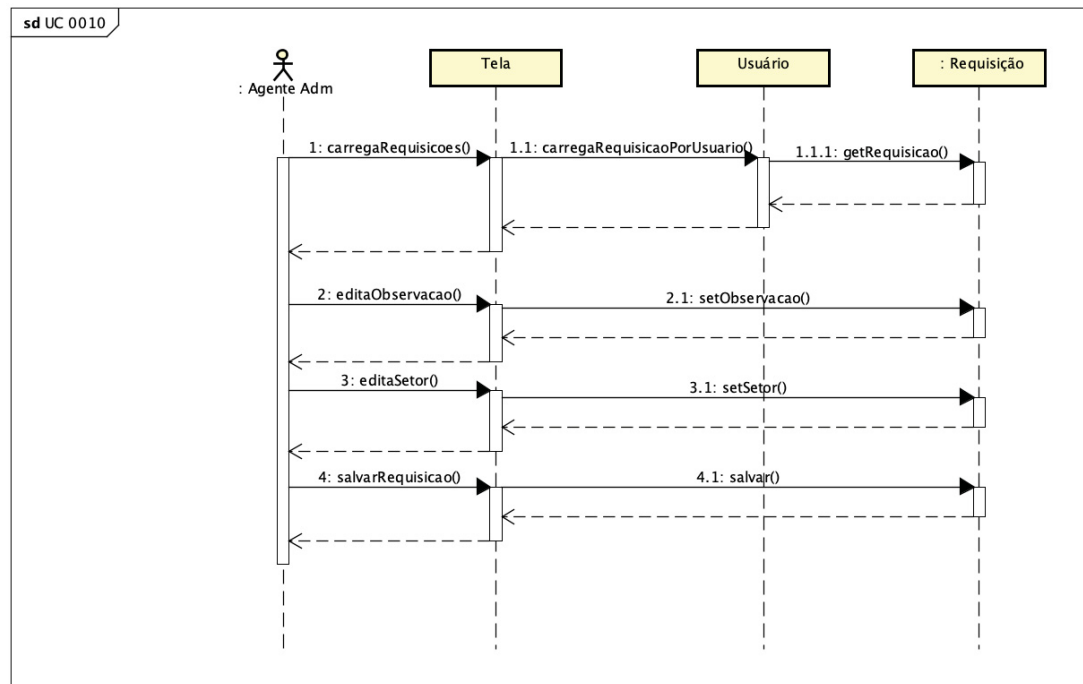 sd UC 0010
: Agente Adm
Tela
Usuário
: Requisição
1: carregaRequisicoes()
1.1: carregaRequisicaoPorUsuario()
1.1.1: getRequisicao()
2: editaObservacao()
2.1: setObservacao()
3: editaSetor()
3.1: setSetor()
4: salvarRequisicao()
4.1: salvar()